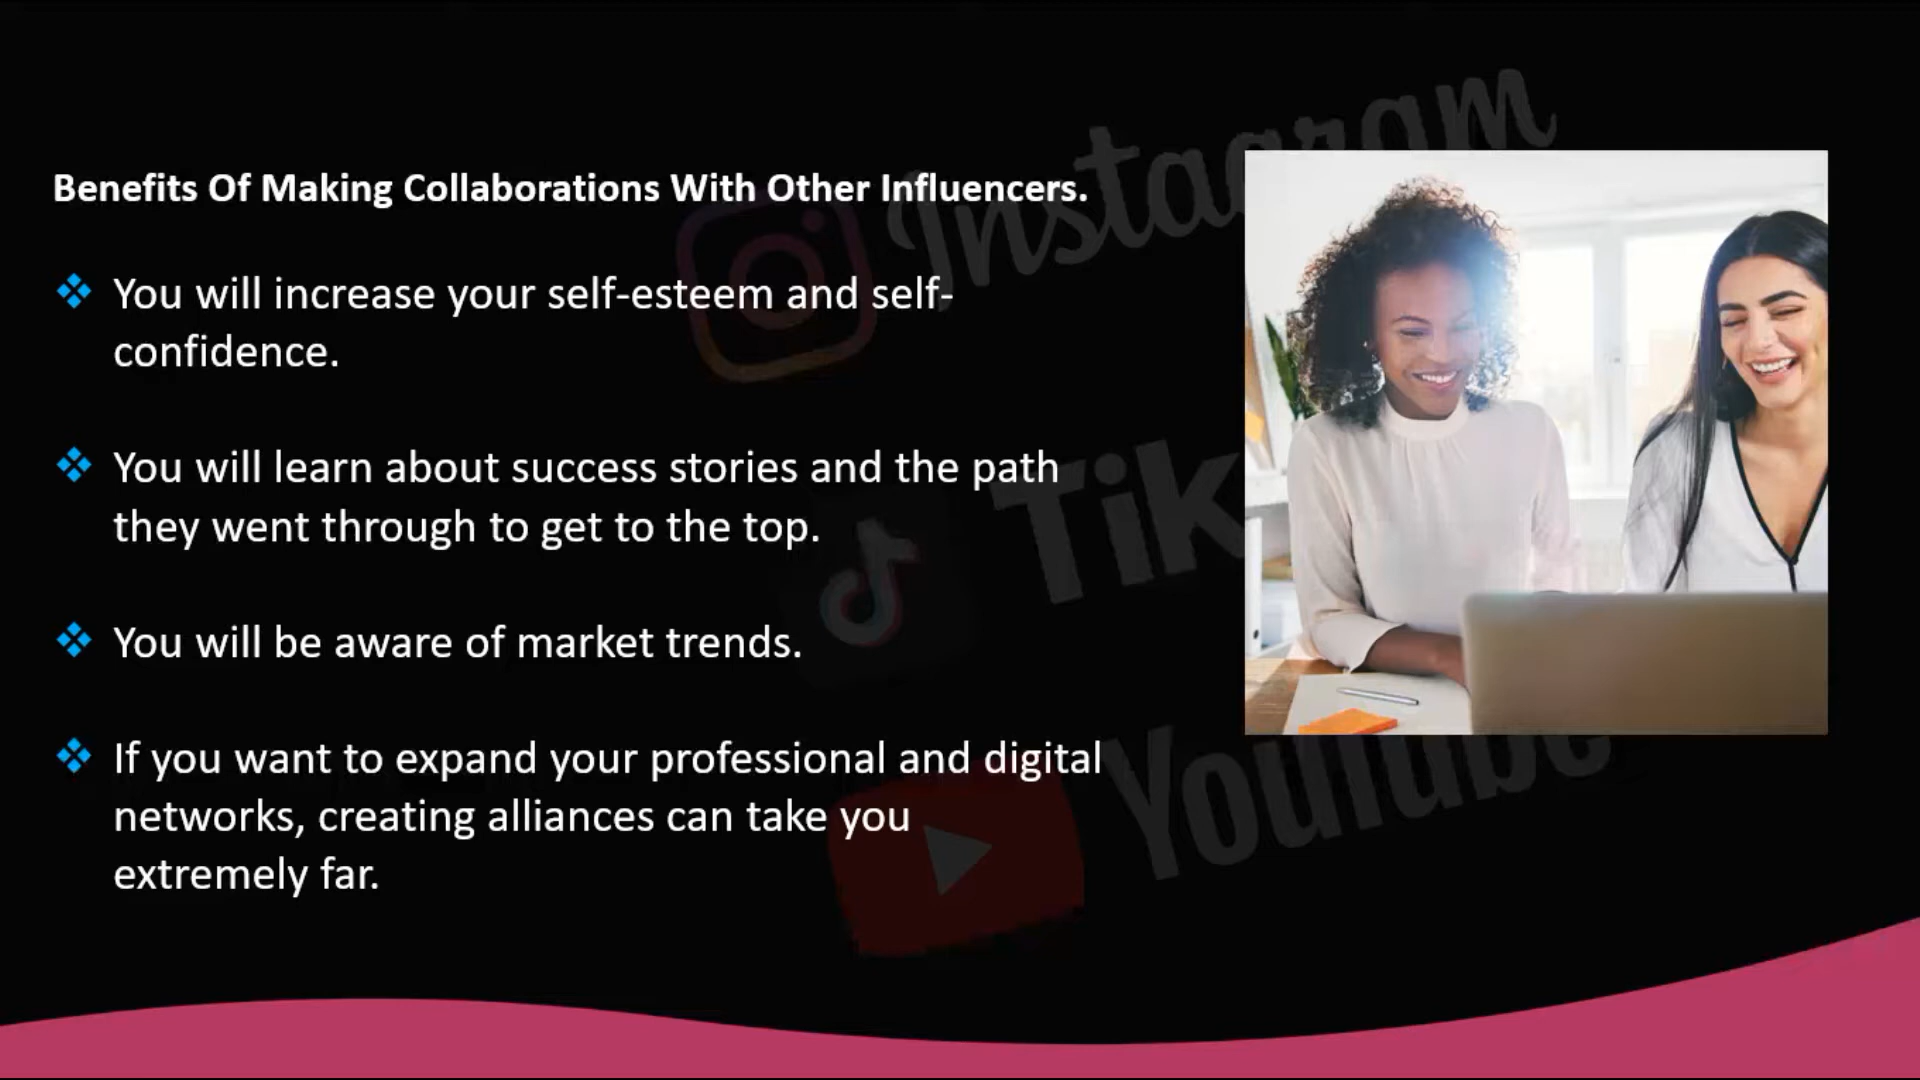 Benefits Of Making Collaborations With Other Influencers.
You will increase your self-esteem and self-
confidence.
You will learn about success stories and the path
they went through to get to the top.
You will be aware of market trends.
If you want to expand your professional and digital
networks, creating alliances can take you
extremely far.
Instagram
Tik
YouTube